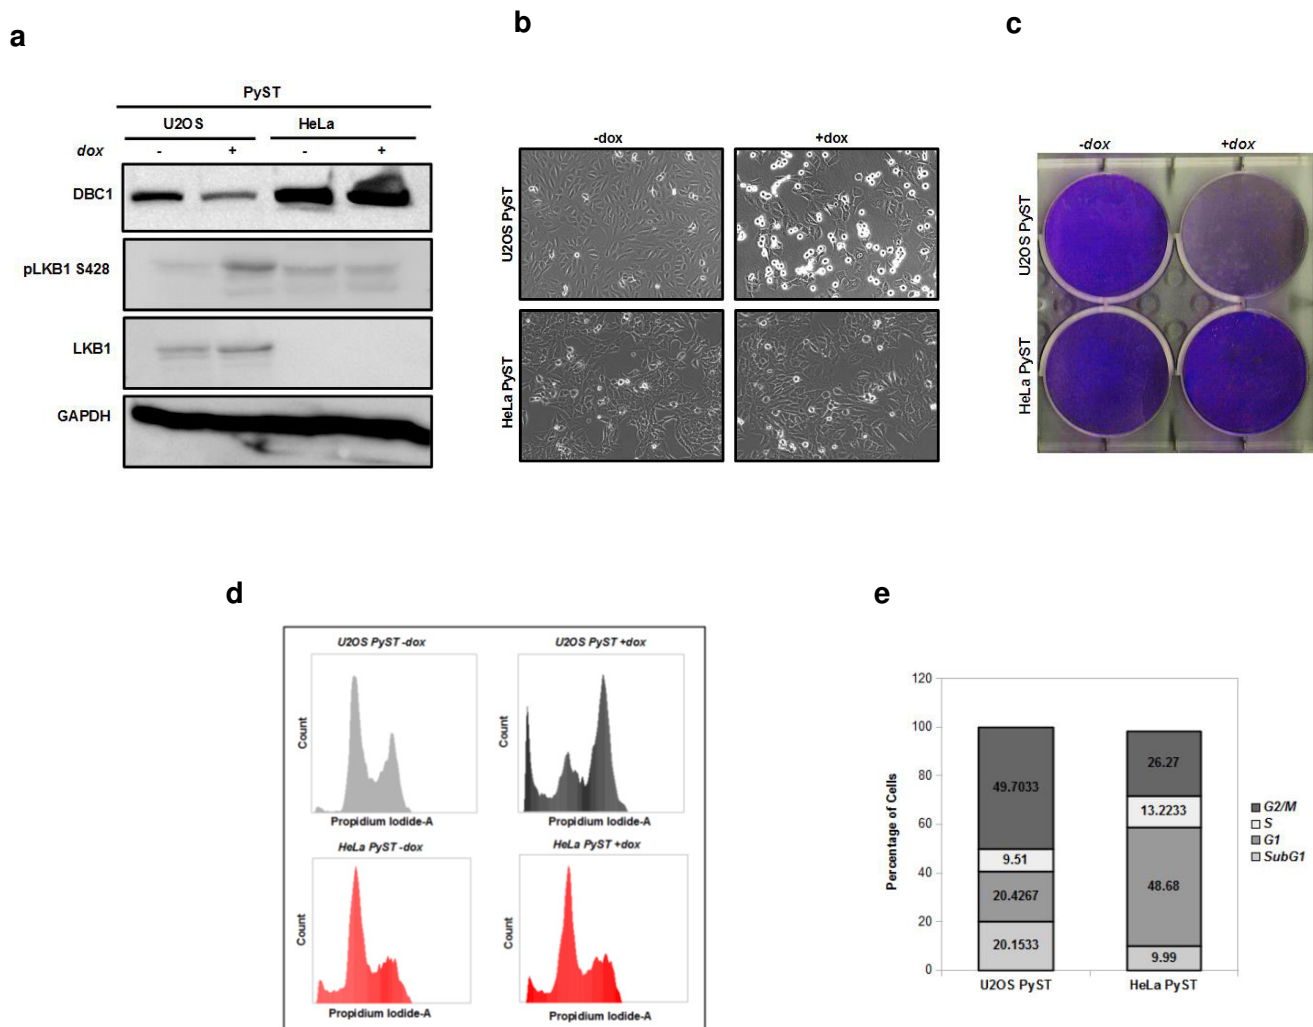 a
PyST
U2OS HeLa
dox - + - +
DBC1
pLKB1 S428
LKB1
GAPDH
b
-dox +dox
U2OS PyST
HeLa PyST
c
-dox +dox
U2OS PyST
HeLa PyST
d
U2OS PyST -dox U2OS PyST +dox
Count Count
Propidium Iodide-A Propidium Iodide-A
HeLa PyST -dox HeLa PyST +dox
Count Count
Propidium Iodide-A Propidium Iodide-A
e
Percentage of Cells
120
100
80
60
40
20
0
49.7033
9.51
20.4267
20.1533
26.27
13.2233
48.68
9.99
U2OS PyST HeLa PyST
G2/M
S
G1
SubG1